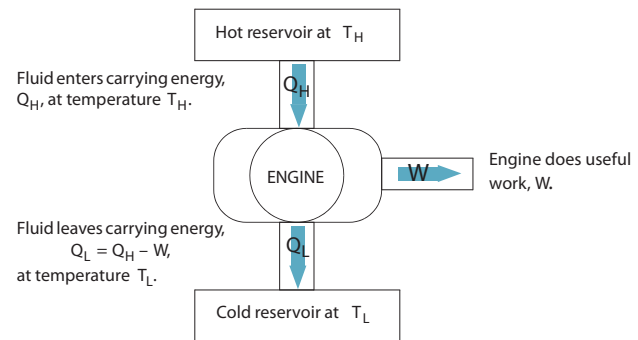 Hot reservoir at T_H
Fluid enters carrying energy,
Q_H, at temperature T_H.
Q_H
ENGINE
W
Engine does useful
work, W.
Fluid leaves carrying energy,
Q_L = Q_H – W,
at temperature T_L.
Q_L
Cold reservoir at T_L